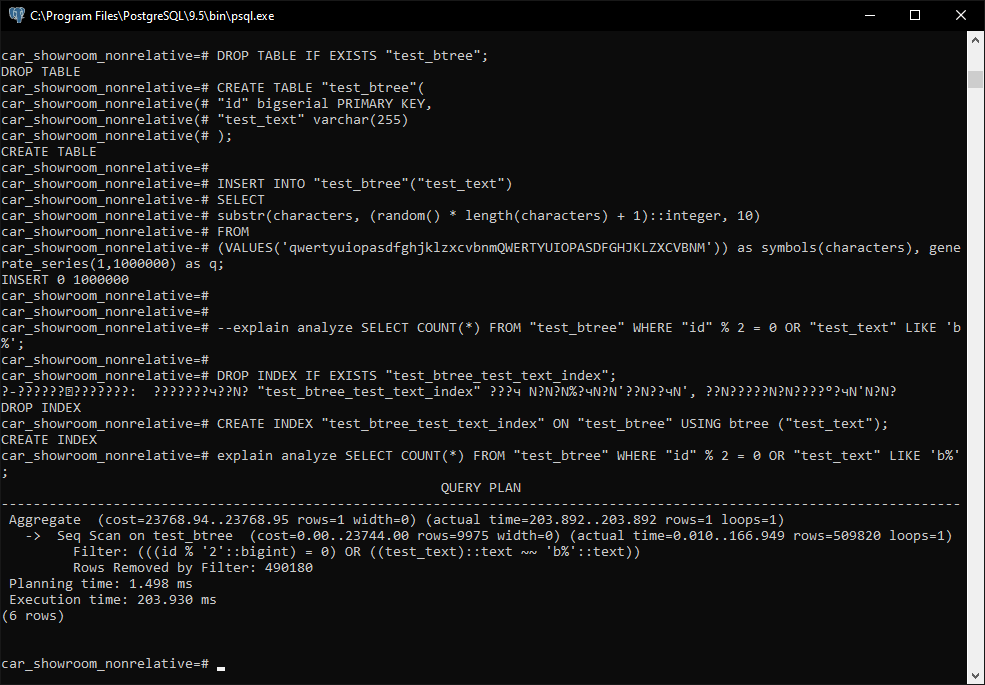 C:\Program Files\PostgreSQL\9.5\bin\psql.exe
car_showroom_nonrelative=# DROP TABLE IF EXISTS "test_btree";
DROP TABLE
car_showroom_nonrelative=# CREATE TABLE "test_btree"(
car_showroom_nonrelative(# "id" bigserial PRIMARY KEY,
car_showroom_nonrelative(# "test_text" varchar(255)
car_showroom_nonrelative(# );
CREATE TABLE
car_showroom_nonrelative=#
car_showroom_nonrelative=# INSERT INTO "test_btree"("test_text")
car_showroom_nonrelative-# SELECT
car_showroom_nonrelative-# substr(characters, (random() * length(characters) + 1)::integer, 10)
car_showroom_nonrelative-# FROM
car_showroom_nonrelative-# (VALUES('qwertyuiopasdfghjklzxcvbnmQWERTYUIOPASDFGHJKLZXCVBNM')) as symbols(characters), gene
rate_series(1,1000000) as q;
INSERT 0 1000000
car_showroom_nonrelative=#
car_showroom_nonrelative=#
car_showroom_nonrelative=# --explain analyze SELECT COUNT(*) FROM "test_btree" WHERE "id" % 2 = 0 OR "test_text" LIKE 'b
%';
car_showroom_nonrelative=#
car_showroom_nonrelative=# DROP INDEX IF EXISTS "test_btree_test_text_index";
"test_btree_test_text_index"
DROP INDEX
car_showroom_nonrelative=# CREATE INDEX "test_btree_test_text_index" ON "test_btree" USING btree ("test_text");
CREATE INDEX
car_showroom_nonrelative=# explain analyze SELECT COUNT(*) FROM "test_btree" WHERE "id" % 2 = 0 OR "test_text" LIKE 'b%'
;
QUERY PLAN
---------------------------------------------------------------------------------------------------------------------
Aggregate  (cost=23768.94..23768.95 rows=1 width=0) (actual time=203.892..203.892 rows=1 loops=1)
->  Seq Scan on test_btree  (cost=0.00..23744.00 rows=9975 width=0) (actual time=0.010..166.949 rows=509820 loops=1)
Filter: (((id % '2'::bigint) = 0) OR ((test_text)::text ~~ 'b%'::text))
Rows Removed by Filter: 490180
Planning time: 1.498 ms
Execution time: 203.930 ms
(6 rows)
car_showroom_nonrelative=#